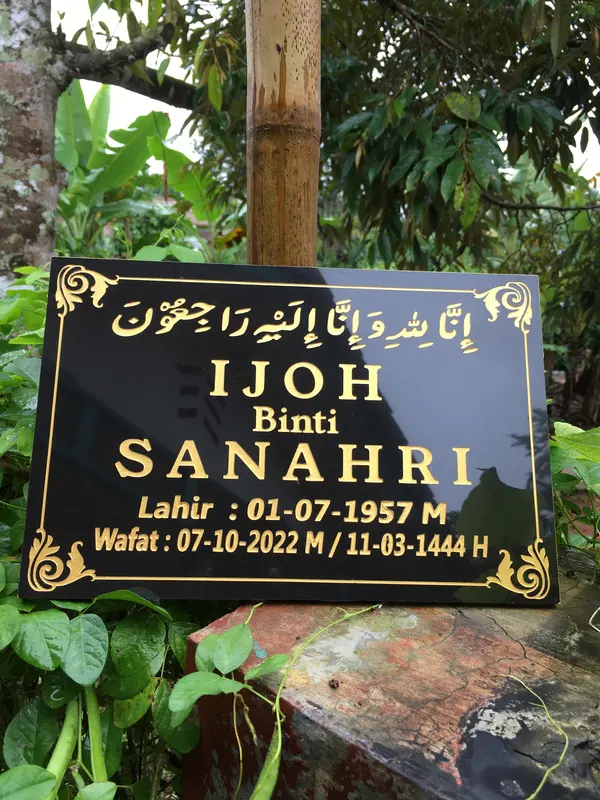 إِنَّا لِلّٰهِ وَإِنَّا إِلَيْهِ رَاجِعُوْنَ
IJOH
Binti
SANAHRI
Lahir : 01-07-1957 M
Wafat : 07-10-2022 M / 11-03-1444 H